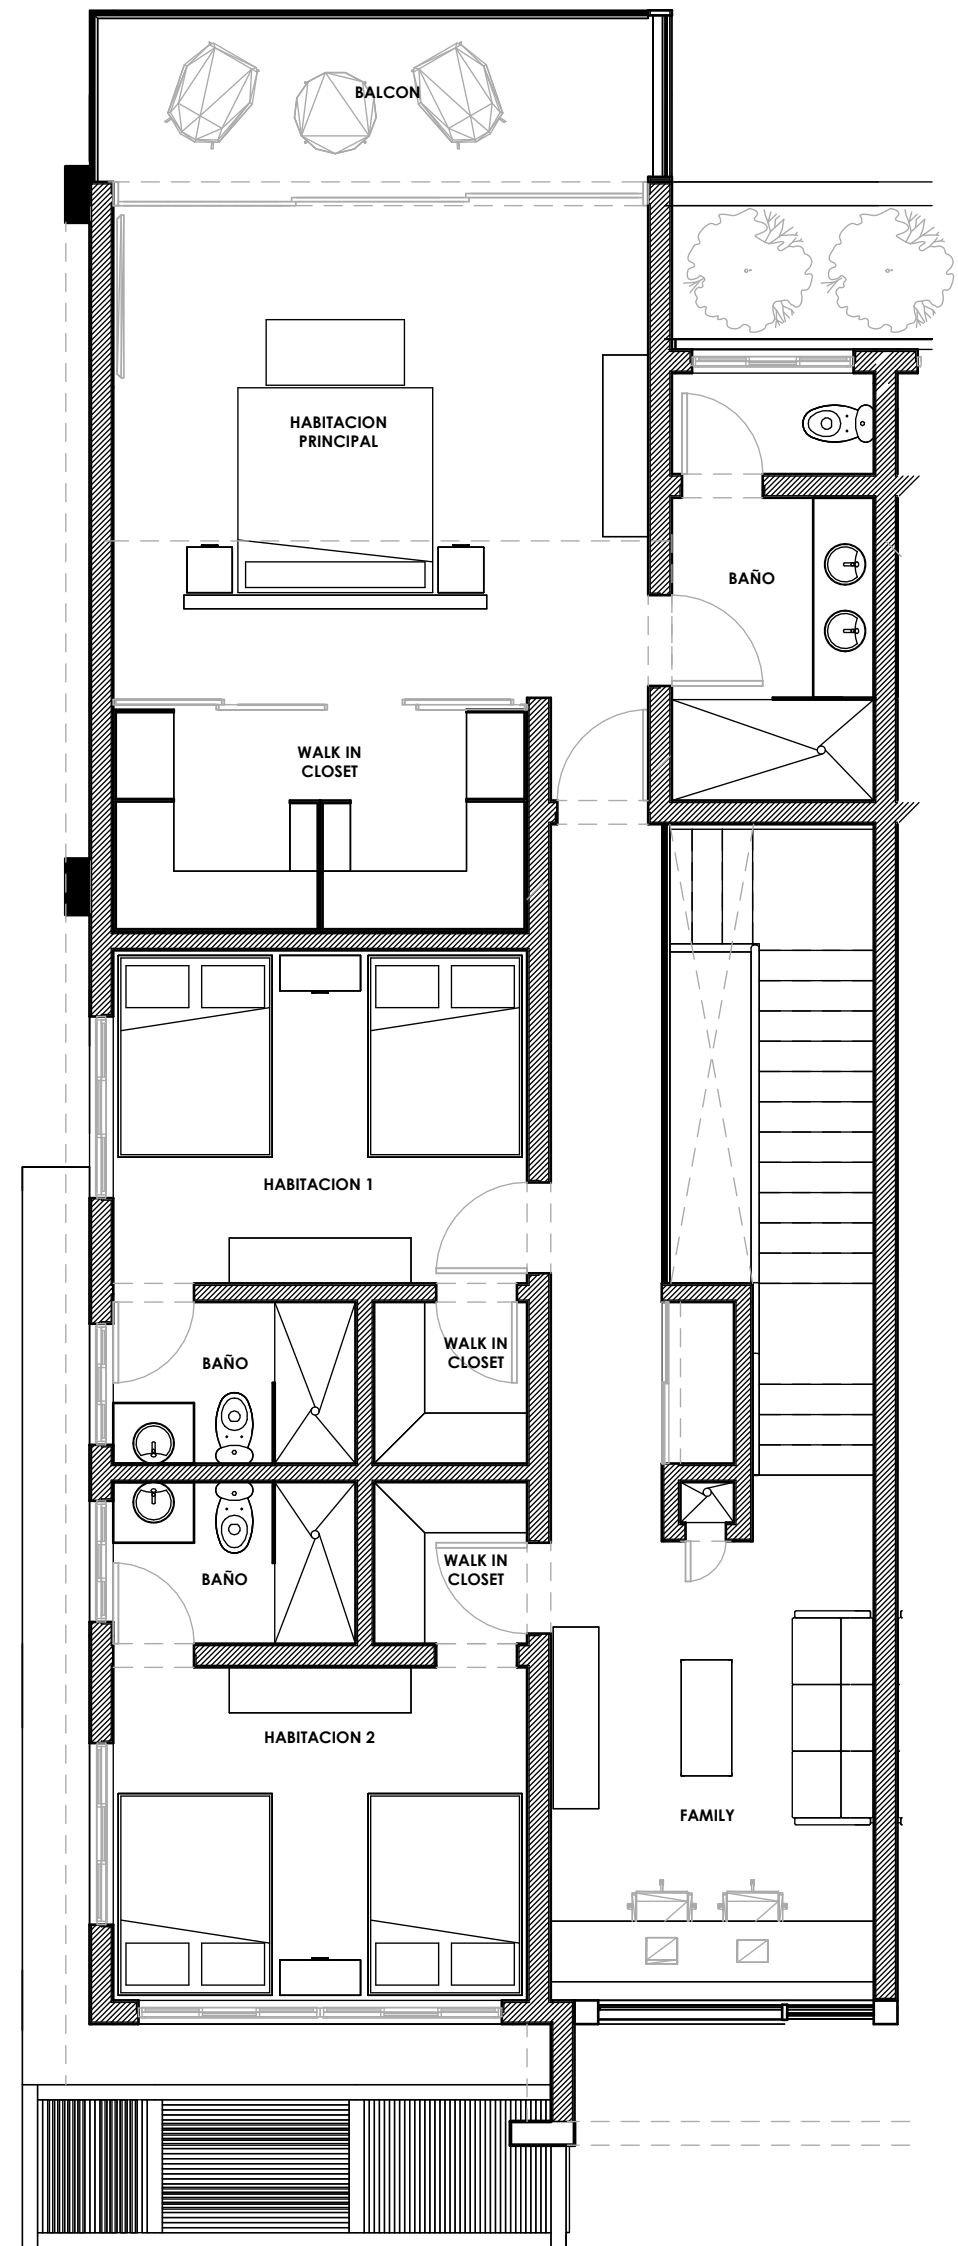 BALCON
HABITACION
PRINCIPAL
BAÑO
WALK IN
CLOSET
HABITACION 1
WALK IN
CLOSET
BAÑO
WALK IN
CLOSET
BAÑO
HABITACION 2
FAMILY